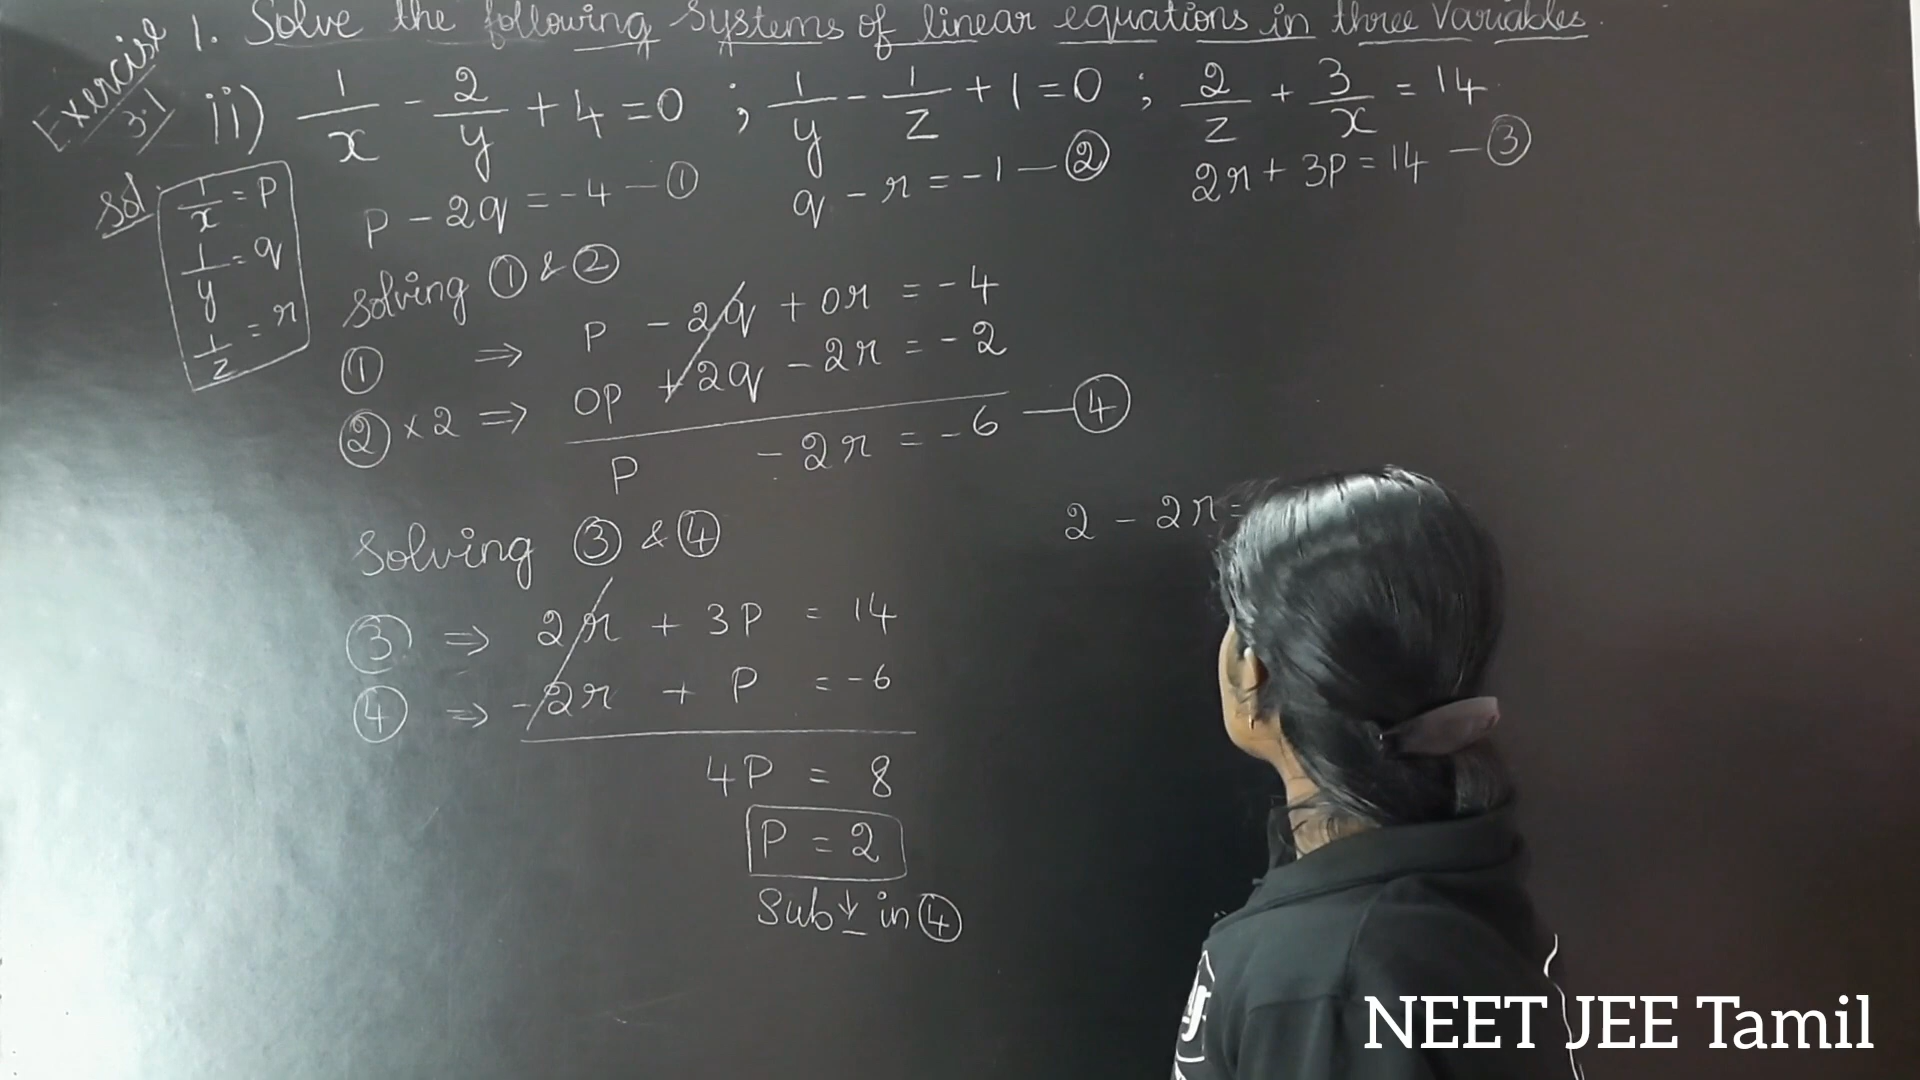 Exercise 3.1
1. Solve the following systems of linear equations in three variables.
ii) 1/x - 2/y + 4 = 0 ; 1/y - 1/z + 1 = 0 ; 2/z + 3/x = 14
Sol.
1/x = P
1/y = q
1/z = r
P - 2q = -4 — ①
q - r = -1 — ②
2r + 3P = 14 — ③
Solving ① & ②
① ⇒ P - 2q + 0r = -4
② × 2 ⇒ 0P + 2q - 2r = -2
P - 2r = -6 — ④
Solving ③ & ④
③ ⇒ 2r + 3P = 14
④ ⇒ -2r + P = -6
4P = 8
P = 2
Sub ↓ in ④
2 - 2r =
NEET JEE Tamil